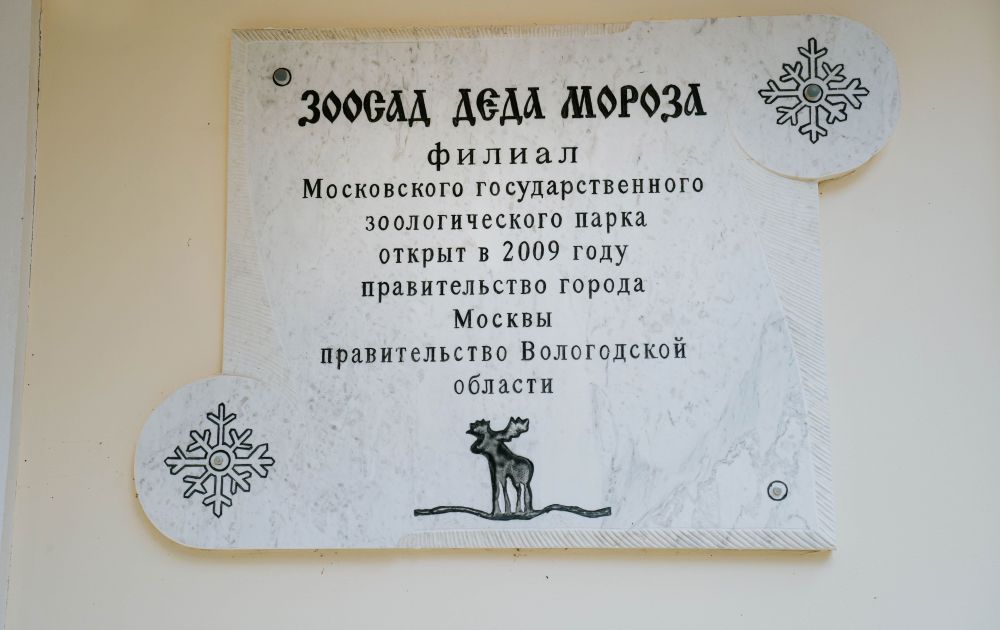 ЗООСАД ДЕДА МОРОЗА
филиал
Московского государственного
зоологического парка
открыт в 2009 году
правительство города
Москвы
правительство Вологодской
области